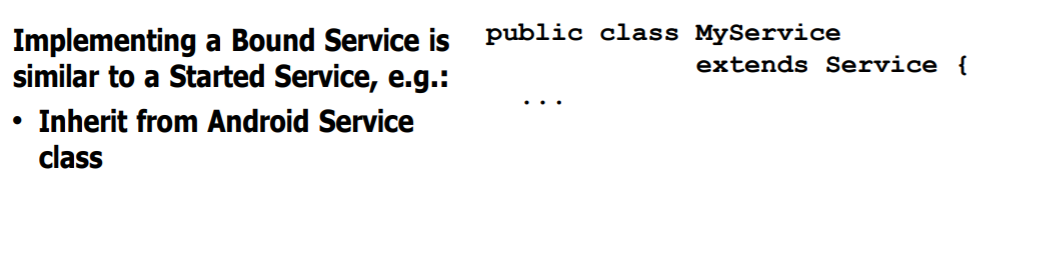 Implementing a Bound Service is
similar to a Started Service, e.g.:
• Inherit from Android Service
class
public class MyService
extends Service {
...